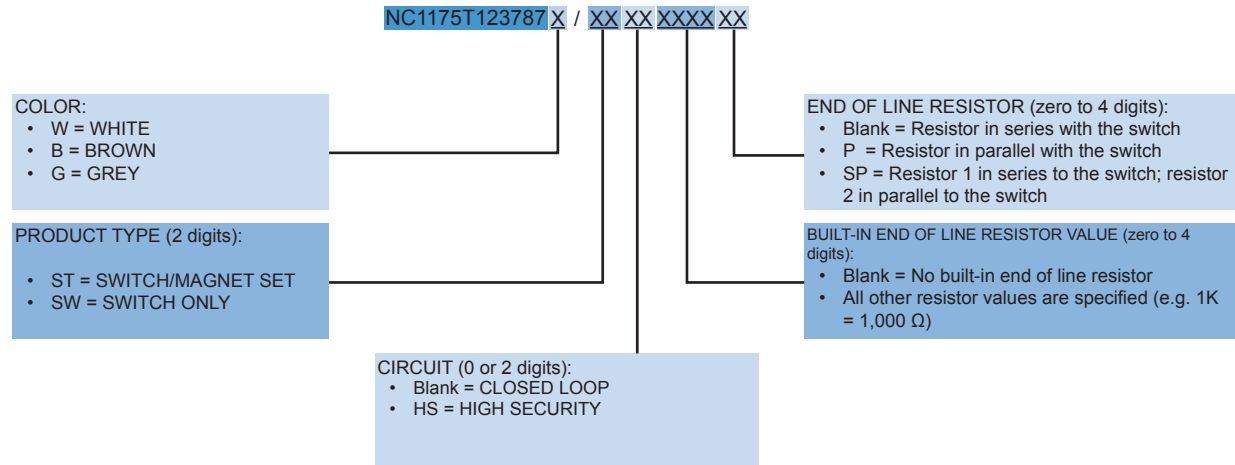 NC1175T123787 X / XX XX XXXX XX
COLOR:
• W = WHITE
• B = BROWN
• G = GREY
END OF LINE RESISTOR (zero to 4 digits):
• Blank = Resistor in series with the switch
• P = Resistor in parallel with the switch
• SP = Resistor 1 in series to the switch; resistor
2 in parallel to the switch
PRODUCT TYPE (2 digits):
• ST = SWITCH/MAGNET SET
• SW = SWITCH ONLY
BUILT-IN END OF LINE RESISTOR VALUE (zero to 4
digits):
• Blank = No built-in end of line resistor
• All other resistor values are specified (e.g. 1K
= 1,000 Ω)
CIRCUIT (0 or 2 digits):
• Blank = CLOSED LOOP
• HS = HIGH SECURITY